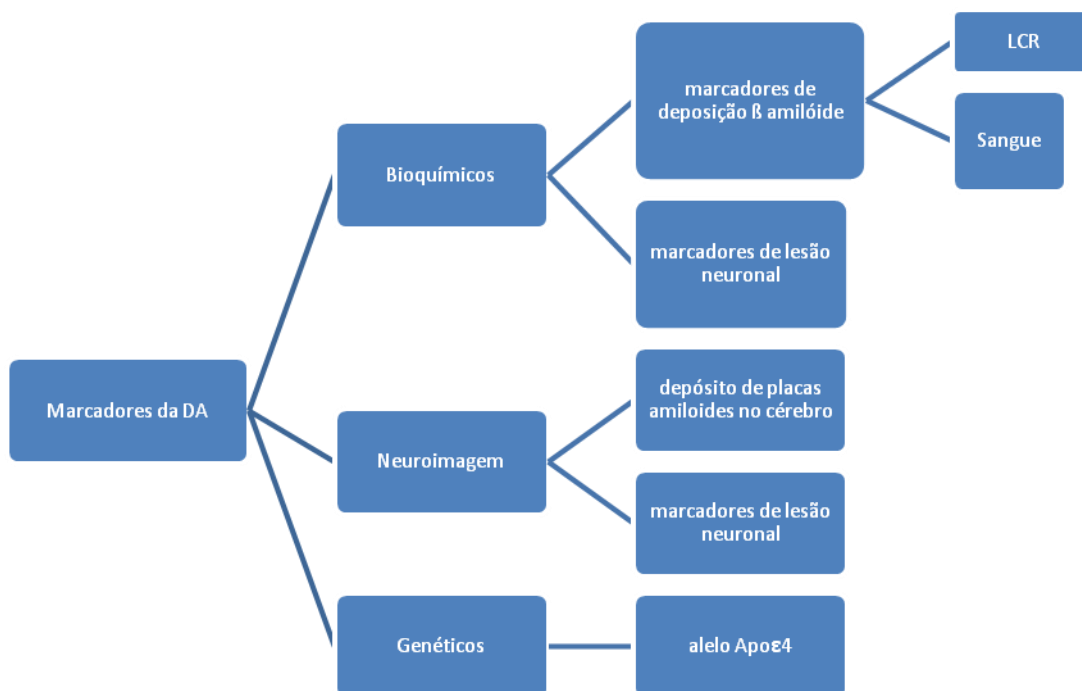 Marcadores da DA
Bioquímicos
marcadores de
deposição ß amilóide
LCR
Sangue
marcadores de lesão
neuronal
Neuroimagem
depósito de placas
amiloides no cérebro
marcadores de lesão
neuronal
Genéticos
alelo Apoɛ4